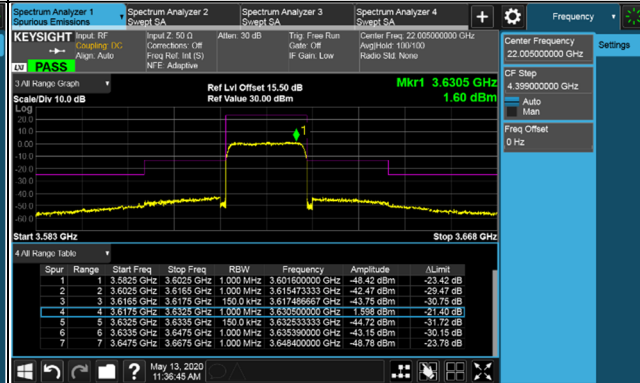 Spectrum Analyzer 1
Spurious Emissions
Spectrum Analyzer 2
Swept SA
Spectrum Analyzer 3
Swept SA
Spectrum Analyzer 4
Swept SA
+
Frequency
KEYSIGHT
Input: RF
Coupling: DC
Align: Auto
Input Z: 50 Ω
Corrections: Off
Freq Ref: Int (S)
NFE: Adaptive
Atten: 30 dB
Trig: Free Run
Gate: Off
IF Gain: Low
Center Freq: 22.005000000 GHz
Avg|Hold: 100/100
Radio Std: None
LXI PASS
Center Frequency
22.005000000 GHz
Settings
CF Step
4.399000000 GHz
Auto
Man
Freq Offset
0 Hz
3 All Range Graph
Scale/Div 10.0 dB
Ref Lvl Offset 15.50 dB
Ref Value 30.00 dBm
Mkr1 3.6305 GHz
1.60 dBm
Log
20.0
10.0
0.00
-10.0
-20.0
-30.0
-40.0
-50.0
-60.0
1
Start 3.583 GHz
Stop 3.668 GHz
4 All Range Table
Spur Range Start Freq Stop Freq RBW Frequency Amplitude ΔLimit
1 1 3.5825 GHz 3.6025 GHz 1.000 MHz 3.601600000 GHz -48.42 dBm -23.42 dB
2 2 3.6025 GHz 3.6165 GHz 1.000 MHz 3.615473333 GHz -42.47 dBm -29.47 dB
3 3 3.6165 GHz 3.6175 GHz 150.0 kHz 3.617486667 GHz -43.75 dBm -30.75 dB
4 4 3.6175 GHz 3.6325 GHz 1.000 MHz 3.630500000 GHz 1.598 dBm -21.40 dB
5 5 3.6325 GHz 3.6335 GHz 150.0 kHz 3.632533333 GHz -44.72 dBm -31.72 dB
6 6 3.6335 GHz 3.6475 GHz 1.000 MHz 3.635390000 GHz -43.15 dBm -30.15 dB
7 7 3.6475 GHz 3.6675 GHz 1.000 MHz 3.648400000 GHz -48.78 dBm -23.78 dB
?
May 13, 2020
11:36:45 AM